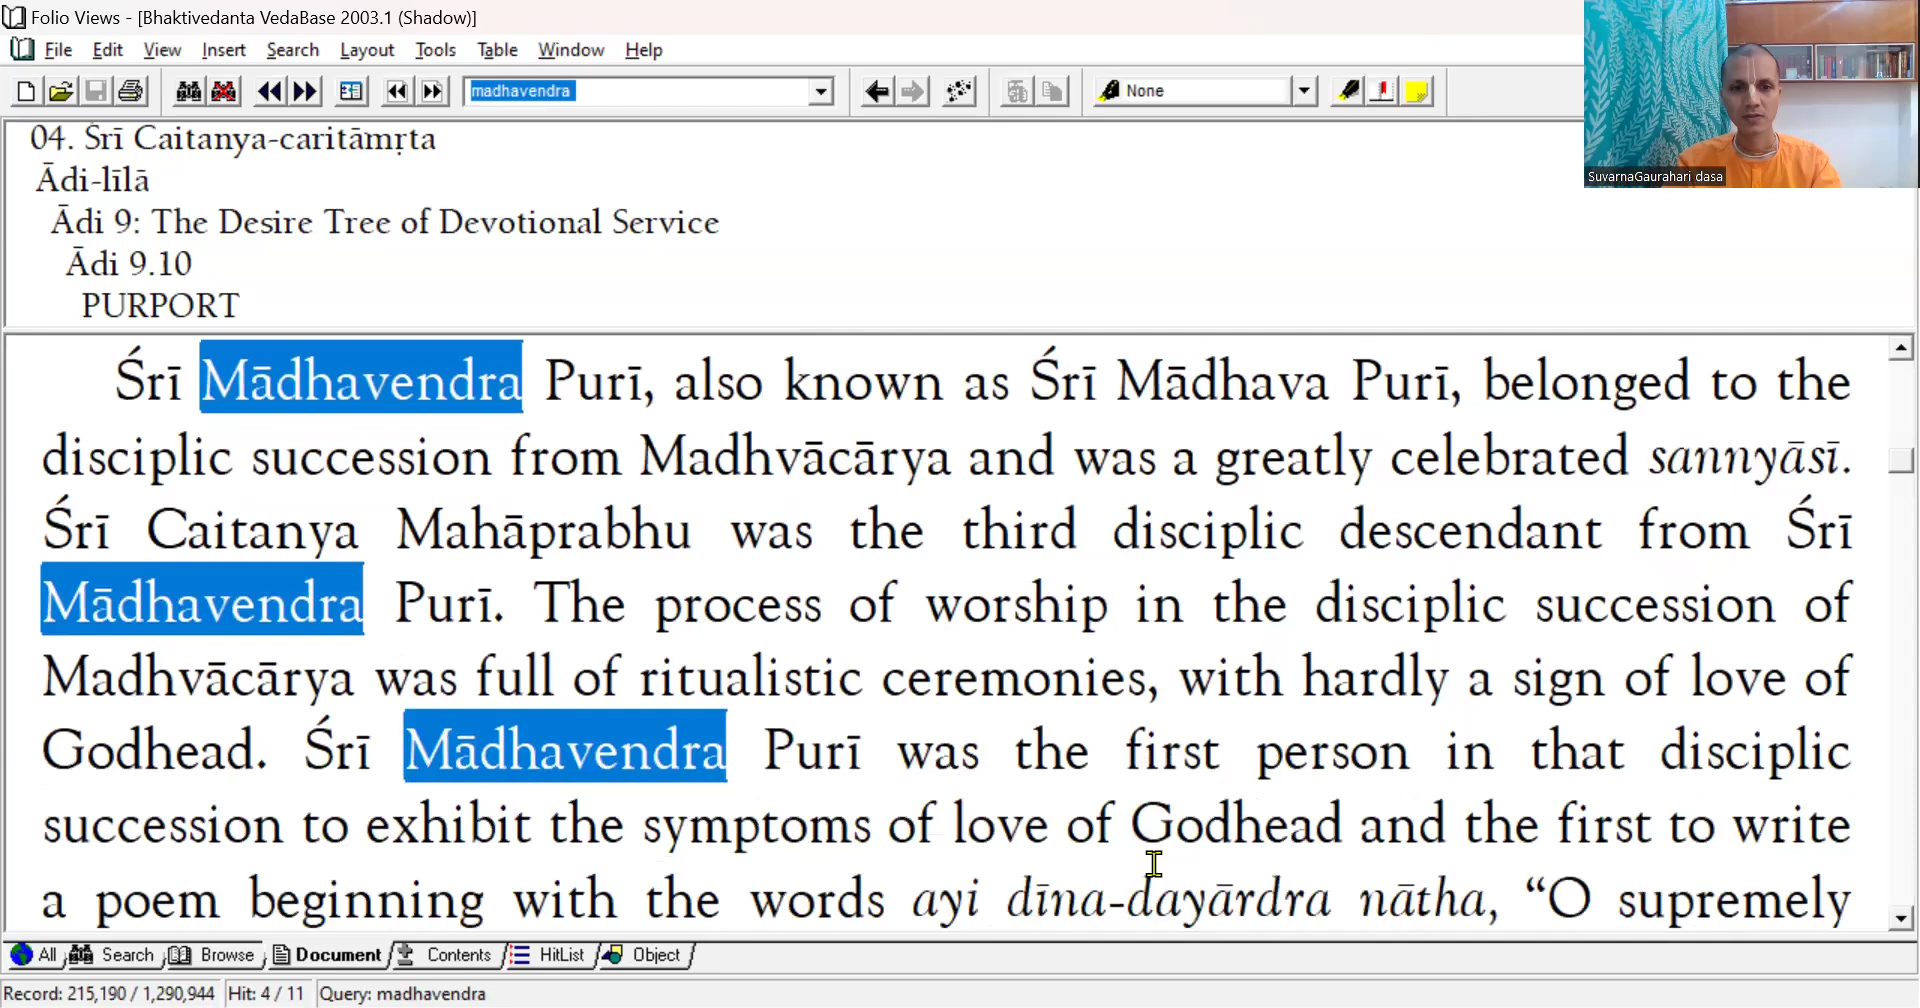 Folio Views - [Bhaktivedanta VedaBase 2003.1 (Shadow)]
File Edit View Insert Search Layout Tools Table Window Help
madhavendra
None
SuvarnaGaurahari dasa
04. Śrī Caitanya-caritāmṛta
Ādi-līlā
Ādi 9: The Desire Tree of Devotional Service
Ādi 9.10
PURPORT
Śrī Mādhavendra Purī, also known as Śrī Mādhava Purī, belonged to the
disciplic succession from Madhvācārya and was a greatly celebrated sannyāsī.
Śrī Caitanya Mahāprabhu was the third disciplic descendant from Śrī
Mādhavendra Purī. The process of worship in the disciplic succession of
Madhvācārya was full of ritualistic ceremonies, with hardly a sign of love of
Godhead. Śrī Mādhavendra Purī was the first person in that disciplic
succession to exhibit the symptoms of love of Godhead and the first to write
a poem beginning with the words ayi dīna-dayārdra nātha, “O supremely
All Search Browse Document Contents HitList Object
Record: 215,190 / 1,290,944 Hit: 4 / 11 Query: madhavendra